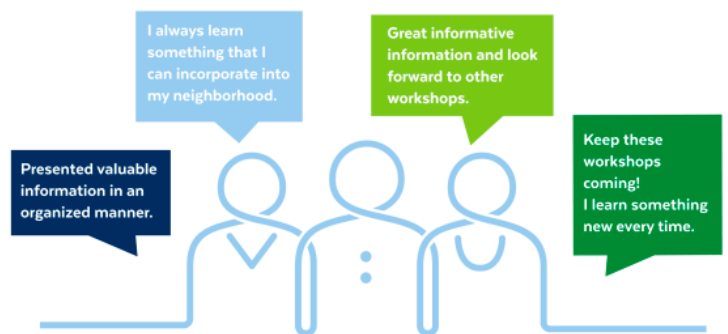 I always learn
something that I
can incorporate into
my neighborhood.
Great informative
information and look
forward to other
workshops.
Presented valuable
information in an
organized manner.
Keep these
workshops
coming!
I learn something
new every time.